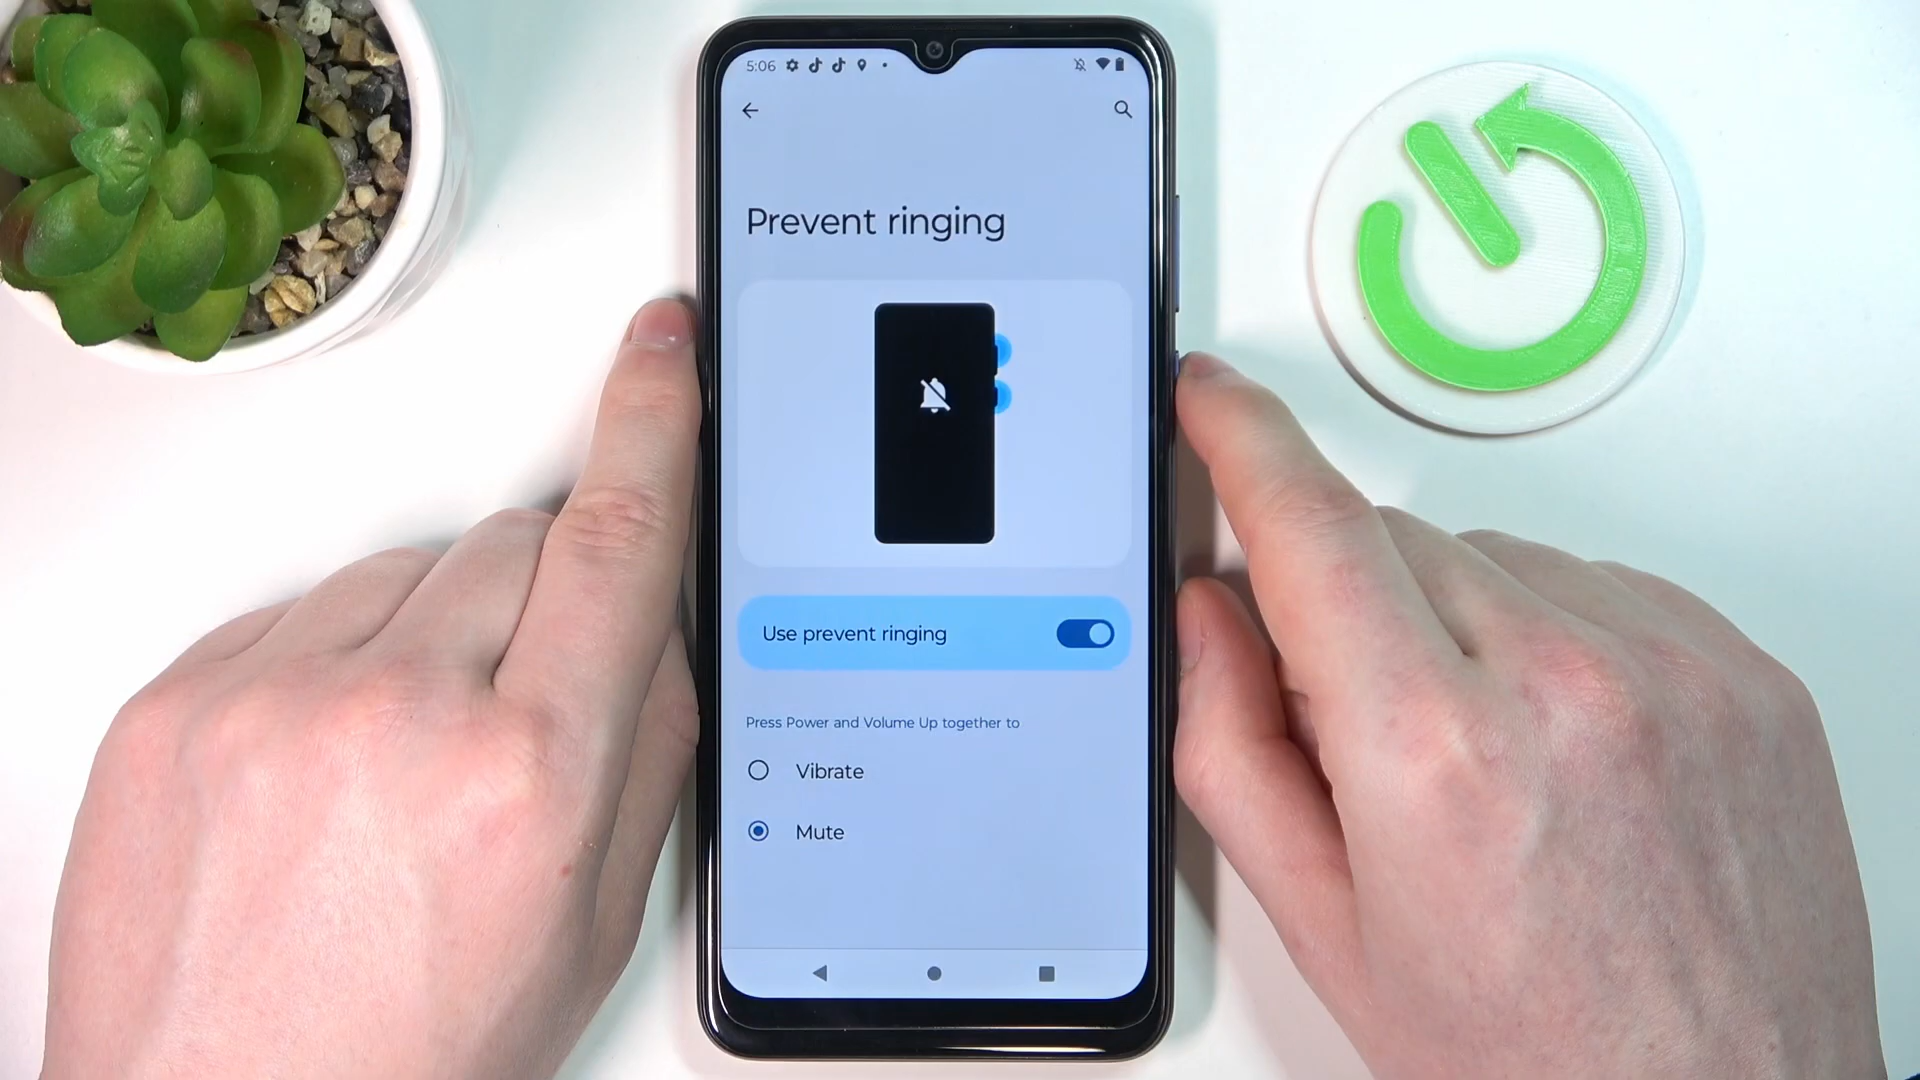 5:06
Prevent ringing
Use prevent ringing
Press Power and Volume Up together to
Vibrate
Mute